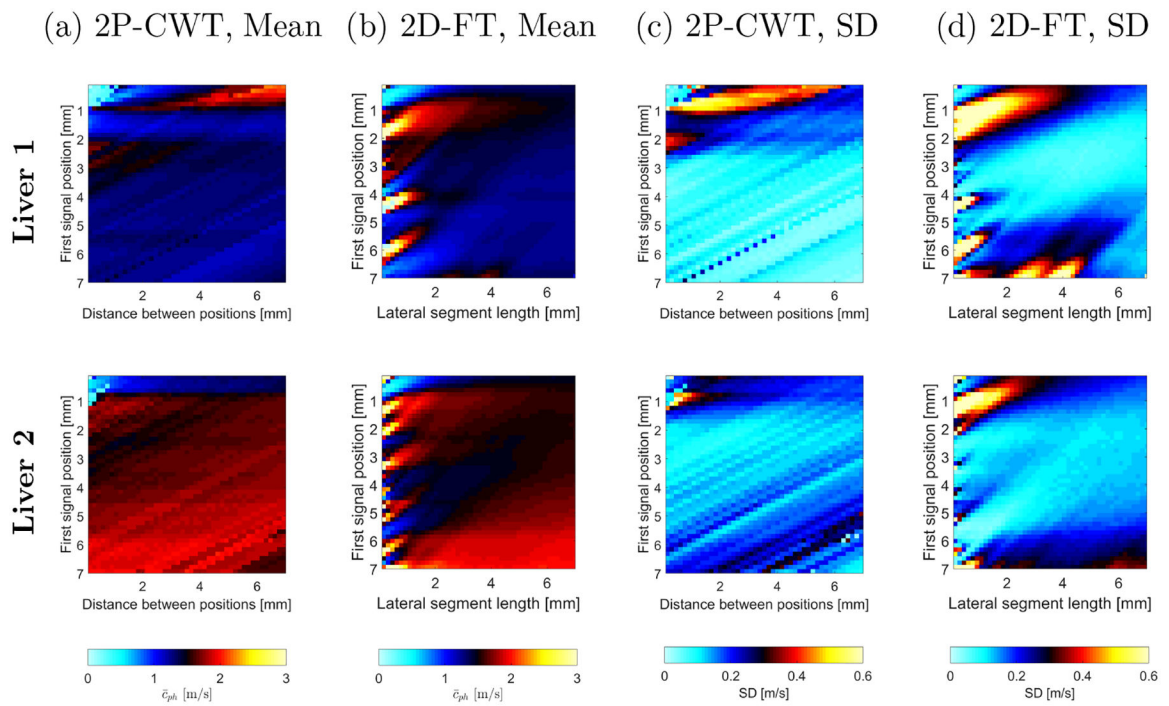 (a) 2P-CWT, Mean (b) 2D-FT, Mean (c) 2P-CWT, SD (d) 2D-FT, SD
Liver 1
First signal position [mm]
1
2
3
4
5
6
7
2 4 6
Distance between positions [mm]
First signal position [mm]
1
2
3
4
5
6
7
2 4 6
Lateral segment length [mm]
First signal position [mm]
1
2
3
4
5
6
7
2 4 6
Distance between positions [mm]
First signal position [mm]
1
2
3
4
5
6
7
2 4 6
Lateral segment length [mm]
Liver 2
First signal position [mm]
1
2
3
4
5
6
7
2 4 6
Distance between positions [mm]
First signal position [mm]
1
2
3
4
5
6
7
2 4 6
Lateral segment length [mm]
First signal position [mm]
1
2
3
4
5
6
7
2 4 6
Distance between positions [mm]
First signal position [mm]
1
2
3
4
5
6
7
2 4 6
Lateral segment length [mm]
0 1 2 3
c̄ph [m/s]
0 1 2 3
c̄ph [m/s]
0 0.2 0.4 0.6
SD [m/s]
0 0.2 0.4 0.6
SD [m/s]